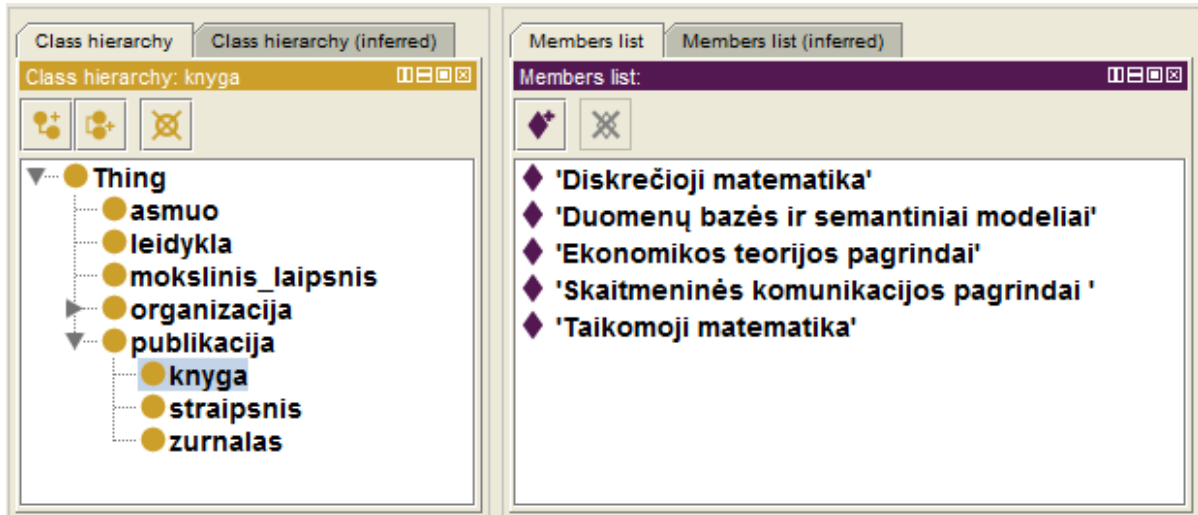 Class hierarchy
Class hierarchy (inferred)
Class hierarchy: knyga
Thing
asmuo
leidykla
mokslinis_laipsnis
organizacija
publikacija
knyga
straipsnis
zurnalas
Members list
Members list (inferred)
Members list:
'Diskrečioji matematika'
'Duomenų bazės ir semantiniai modeliai'
'Ekonomikos teorijos pagrindai'
'Skaitmeninės komunikacijos pagrindai '
'Taikomoji matematika'